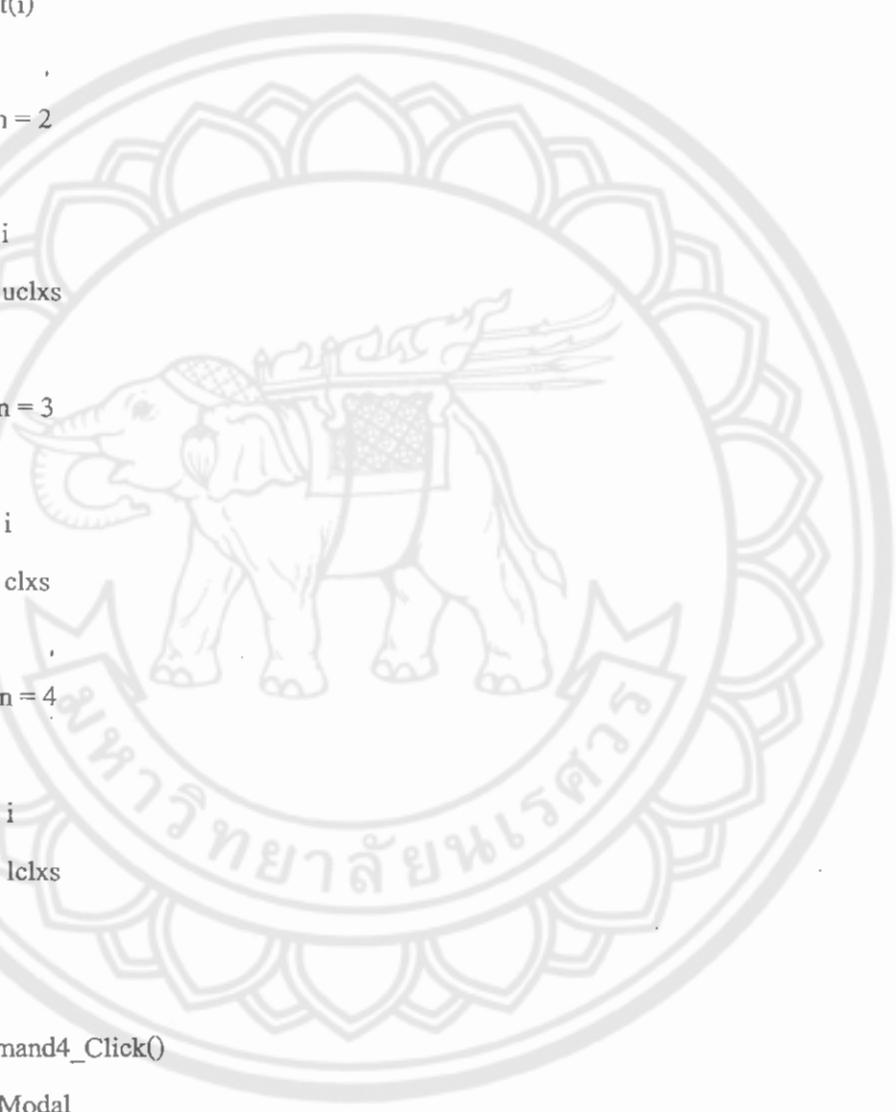 t(i)
n = 2
i
uclxs
n = 3
i
clxs
n = 4
i
lclxs
มหาวิทยาลัยนเรศวร
mand4_Click()
Modal